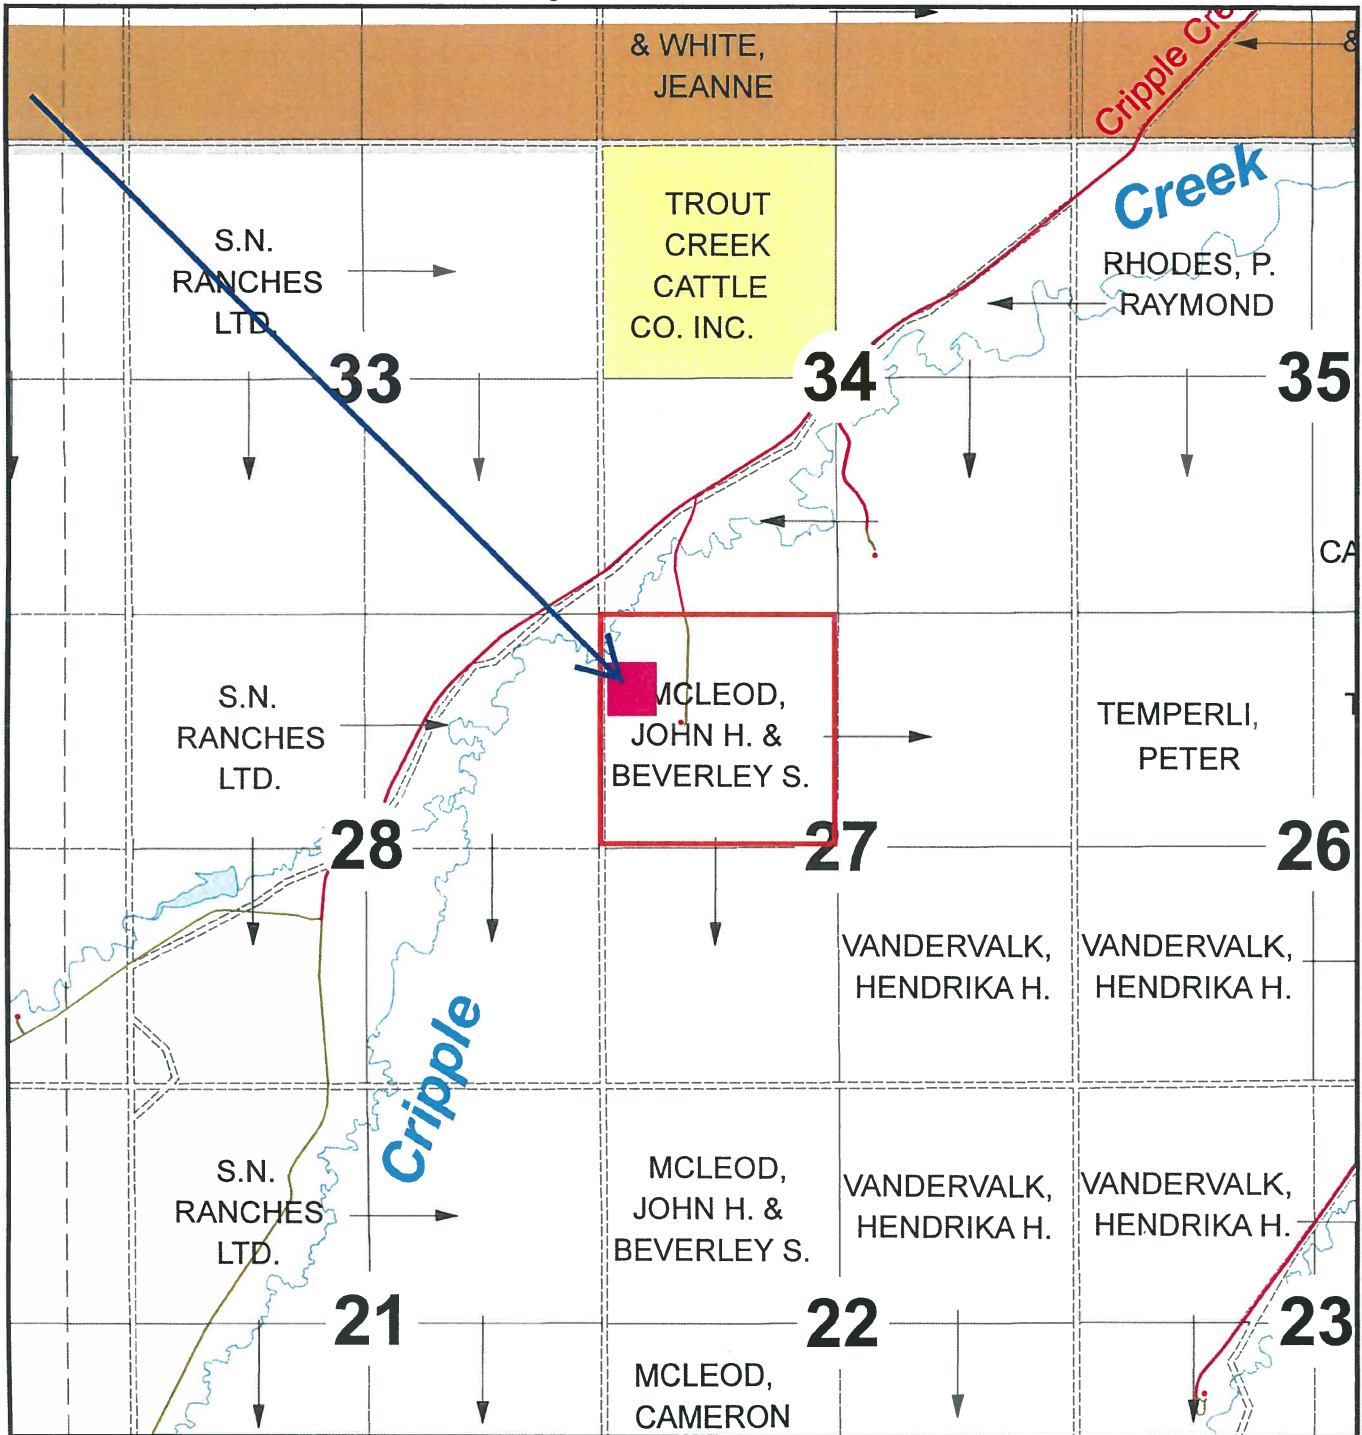 & WHITE,
JEANNE
Cripple Cre
&
Creek
TROUT
CREEK
CATTLE
CO. INC.
S.N.
RANCHES
LTD.
RHODES, P.
RAYMOND
33
34
35
CA
S.N.
RANCHES
LTD.
MCLEOD,
JOHN H. &
BEVERLEY S.
TEMPERLI,
PETER
28
27
26
VANDERVALK,
HENDRIKA H.
VANDERVALK,
HENDRIKA H.
Cripple
S.N.
RANCHES
LTD.
MCLEOD,
JOHN H. &
BEVERLEY S.
VANDERVALK,
HENDRIKA H.
VANDERVALK,
HENDRIKA H.
21
22
23
MCLEOD,
CAMERON